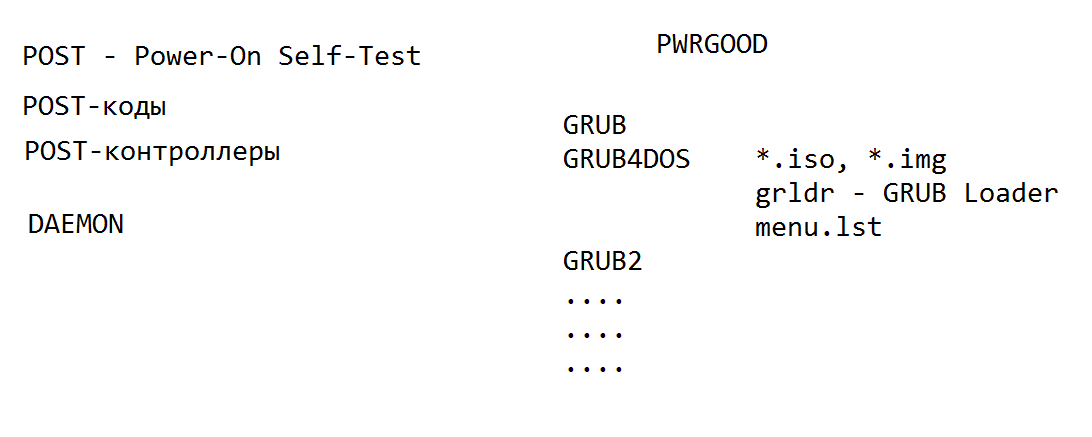 POST - Power-On Self-Test
POST-коды
POST-контроллеры
DAEMON
PWRGOOD
GRUB
GRUB4DOS *.iso, *.img
grldr - GRUB Loader
menu.lst
GRUB2
....
....
....